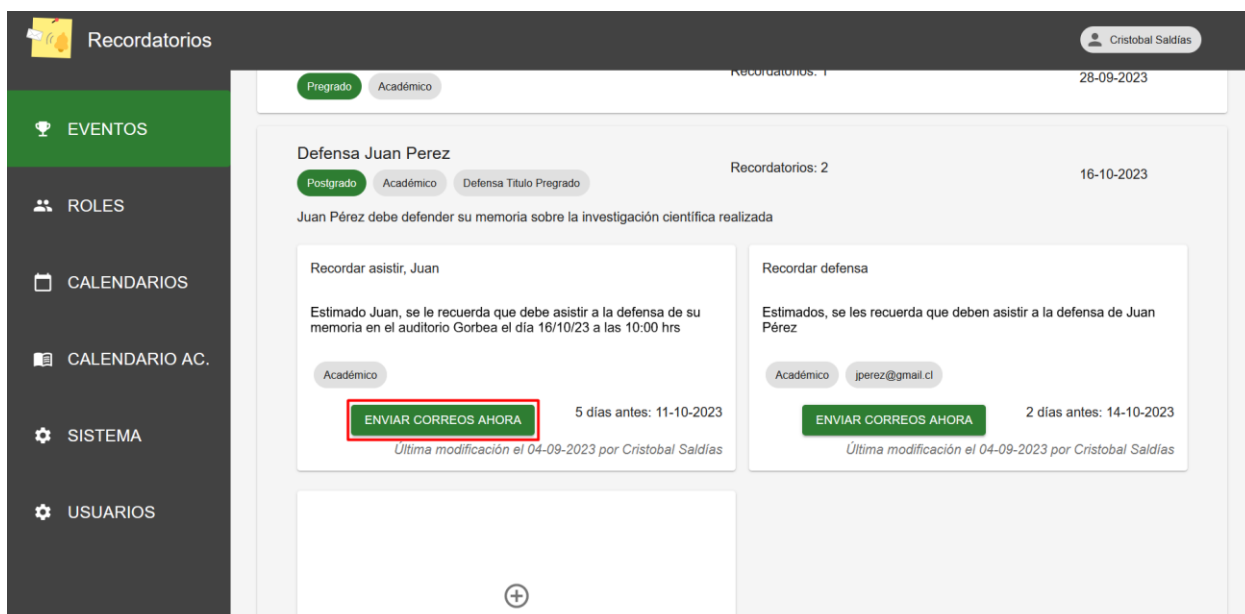 Recordatorios
Cristobal Saldías
EVENTOS
ROLES
CALENDARIOS
CALENDARIO AC.
SISTEMA
USUARIOS
Recordatorios: 1
28-09-2023
Pregrado
Académico
Defensa Juan Perez
Recordatorios: 2
16-10-2023
Postgrado
Académico
Defensa Titulo Pregrado
Juan Pérez debe defender su memoria sobre la investigación científica realizada
Recordar asistir, Juan
Estimado Juan, se le recuerda que debe asistir a la defensa de su
memoria en el auditorio Gorbea el día 16/10/23 a las 10:00 hrs
Académico
ENVIAR CORREOS AHORA
5 días antes: 11-10-2023
Última modificación el 04-09-2023 por Cristobal Saldías
Recordar defensa
Estimados, se les recuerda que deben asistir a la defensa de Juan
Pérez
Académico
jperez@gmail.cl
ENVIAR CORREOS AHORA
2 días antes: 14-10-2023
Última modificación el 04-09-2023 por Cristobal Saldías